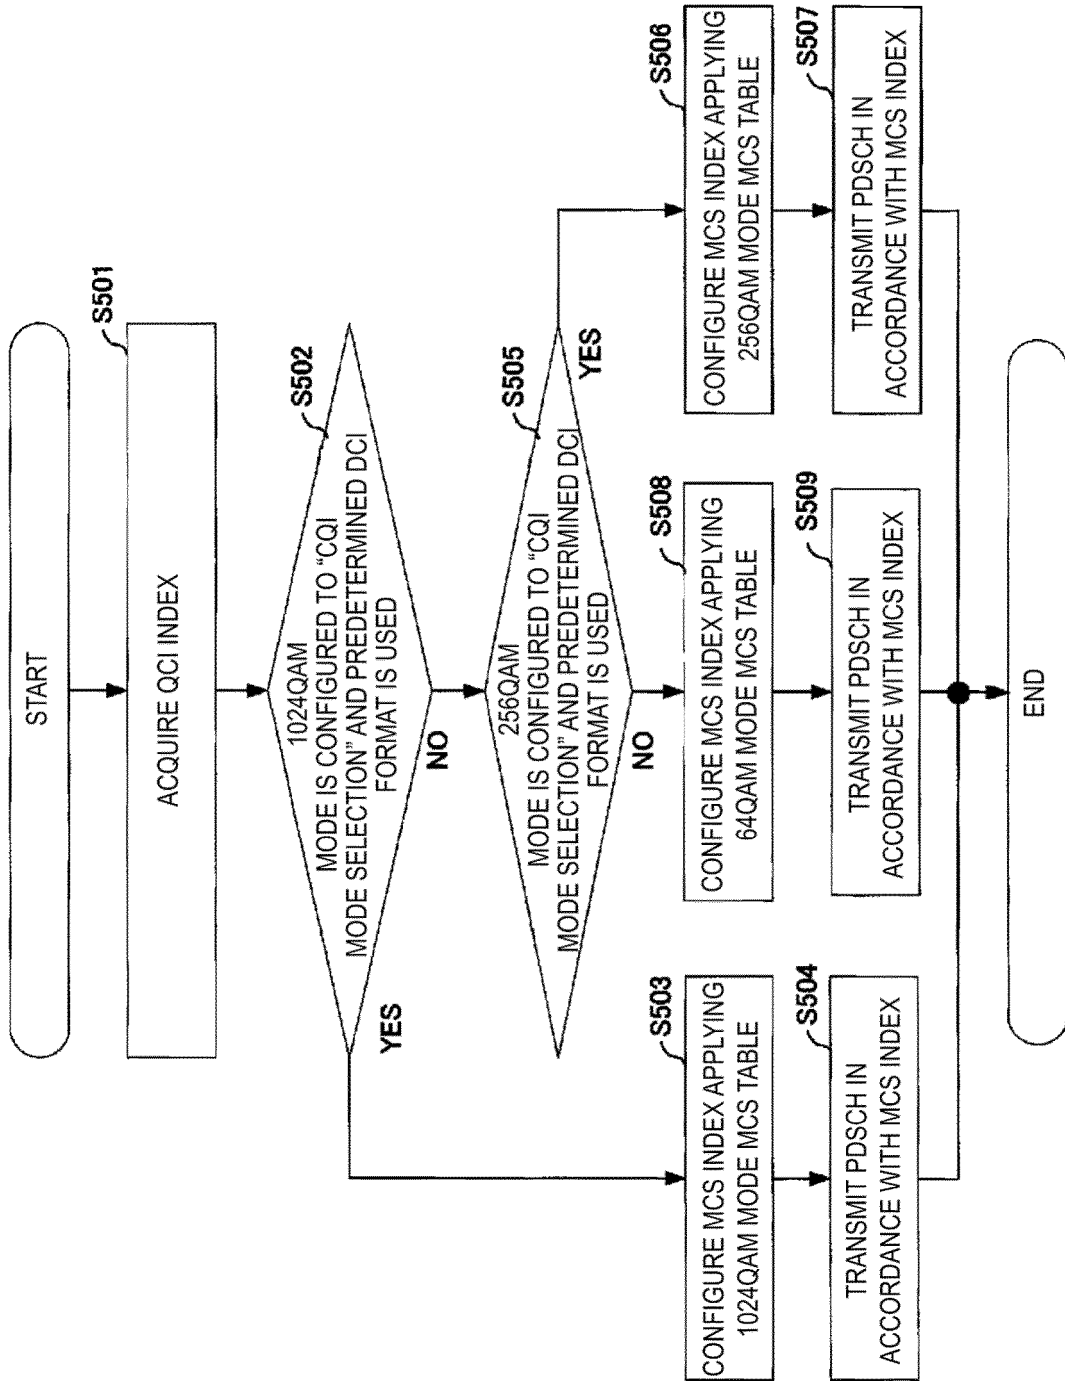 START
S501
ACQUIRE QCI INDEX
S502
1024QAM
MODE IS CONFIGURED TO "CQI
MODE SELECTION" AND PREDETERMINED DCI
FORMAT IS USED
YES
NO
S505
256QAM
MODE IS CONFIGURED TO "CQI
MODE SELECTION" AND PREDETERMINED DCI
FORMAT IS USED
YES
NO
S503
CONFIGURE MCS INDEX APPLYING
1024QAM MODE MCS TABLE
S508
CONFIGURE MCS INDEX APPLYING
64QAM MODE MCS TABLE
S506
CONFIGURE MCS INDEX APPLYING
256QAM MODE MCS TABLE
S504
TRANSMIT PDSCH IN
ACCORDANCE WITH MCS INDEX
S509
TRANSMIT PDSCH IN
ACCORDANCE WITH MCS INDEX
S507
TRANSMIT PDSCH IN
ACCORDANCE WITH MCS INDEX
END